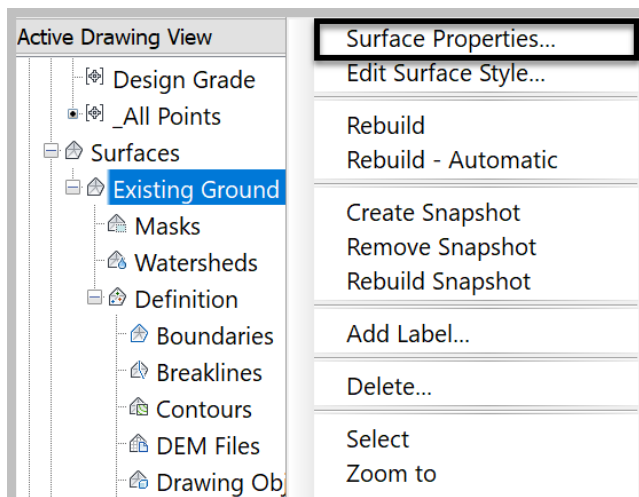 Active Drawing View
Design Grade
_All Points
Surfaces
Existing Ground
Masks
Watersheds
Definition
Boundaries
Breaklines
Contours
DEM Files
Drawing Obj
Surface Properties...
Edit Surface Style...
Rebuild
Rebuild - Automatic
Create Snapshot
Remove Snapshot
Rebuild Snapshot
Add Label...
Delete...
Select
Zoom to